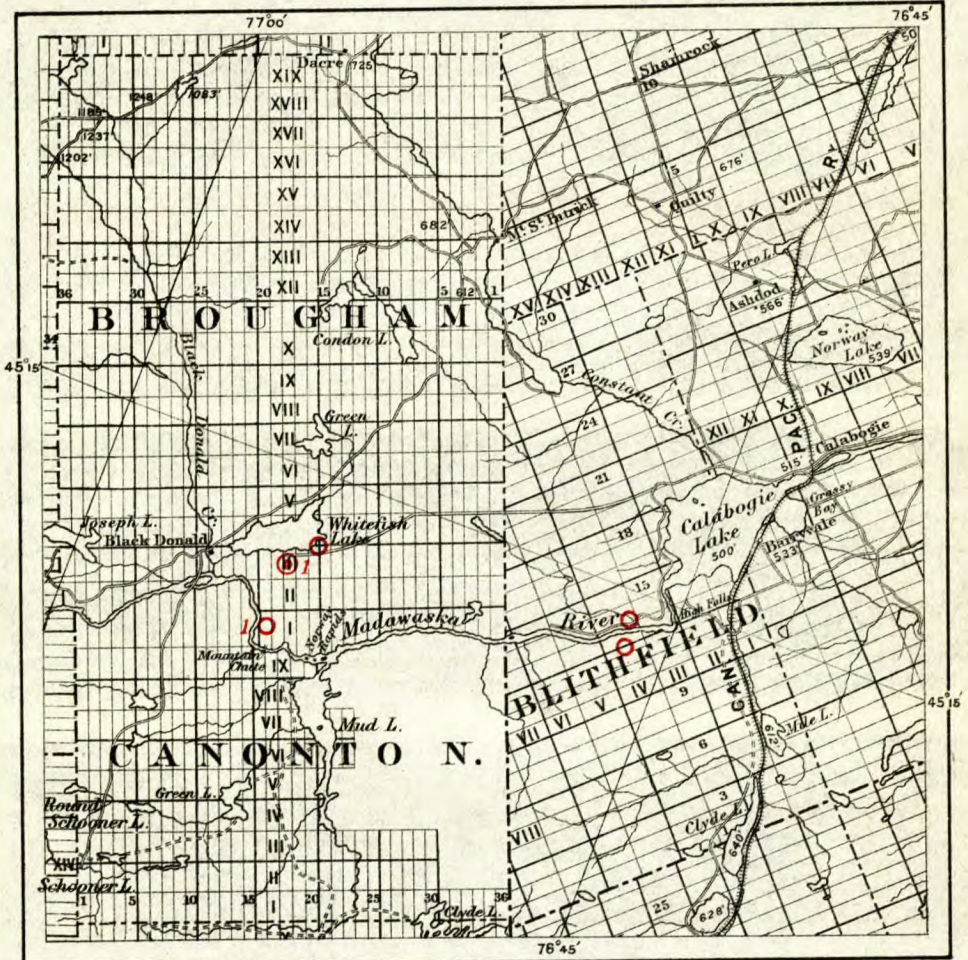 77°00′
76°45′
Dacre 725
XIX
XVIII
XVII
XVI
XV
XIV
XIII
XII
1083′
1248
1185′
1237′
1202′
682′
Mt St Patrick
Shamrock
10
5
676′
Quilty
RY
V
VI
VII
VIII
IX
X
XI
XII
XIII
XIV
XV
30
Pero L.
Ashdod
566′
36
30
25
20
15
10
5
612′
1
BROUGHAM
Condon L.
Norway
Lake
539′
VII
VIII
IX
45°15′
X
IX
VIII
VII
VI
V
Green
L.
Black Donald Cr.
27
Constant Cr.
24
21
18
15
XII
XI
X
PACF
Calabogie
515′
Calabogie
Lake
500′
Grassy
Bay
Barryvale
533′
Joseph L.
Black Donald
Whitefish
Lake
1
II
1
I
Mountain
Chute
Rapids
Madawaska
River
High Falls
BLITHFIELD
VII
VI
V
IV
III
II
I
9
6
3
CAN.
45°15′
Mile L.
IX
VIII
VII
VI
V
IV
III
II
I
Mud L.
CANONTO N.
Green L.
Round
Schooner L.
XIV
Schooner L.
1
5
10
15
20
25
30
36
Clyde L.
VIII
25
Clyde L.
640′
628′
76°45′